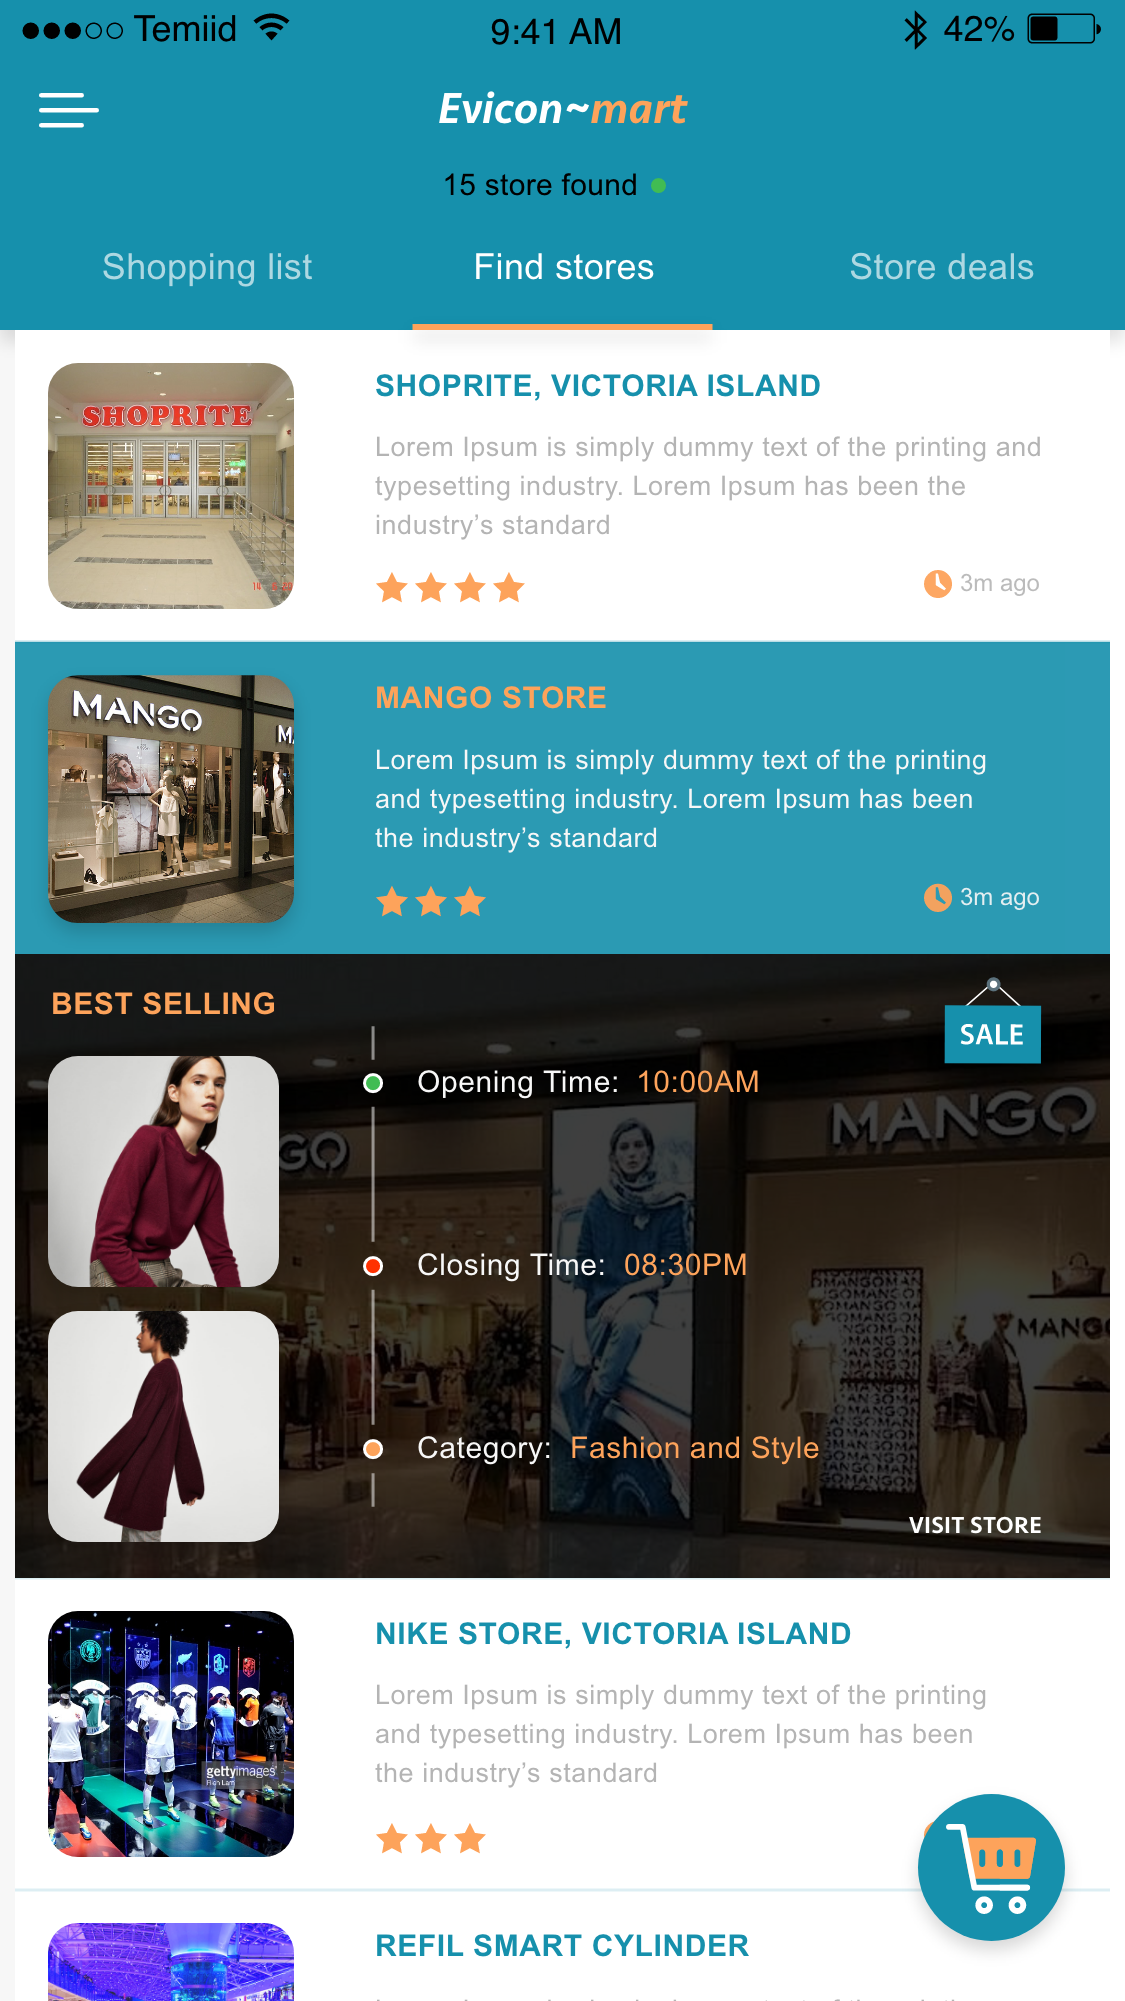 Temiid
9:41 AM
42%
Evicon~mart
15 store found
Shopping list
Find stores
Store deals
SHOPRITE
SHOPRITE, VICTORIA ISLAND
Lorem Ipsum is simply dummy text of the printing and
typesetting industry. Lorem Ipsum has been the
industry’s standard
3m ago
MANGO
MANGO STORE
Lorem Ipsum is simply dummy text of the printing
and typesetting industry. Lorem Ipsum has been
the industry’s standard
3m ago
BEST SELLING
SALE
Opening Time: 10:00AM
MANGO
GO
Closing Time: 08:30PM
MANGO
Category: Fashion and Style
VISIT STORE
gettyimages
NIKE STORE, VICTORIA ISLAND
Lorem Ipsum is simply dummy text of the printing
and typesetting industry. Lorem Ipsum has been
the industry’s standard
REFIL SMART CYLINDER